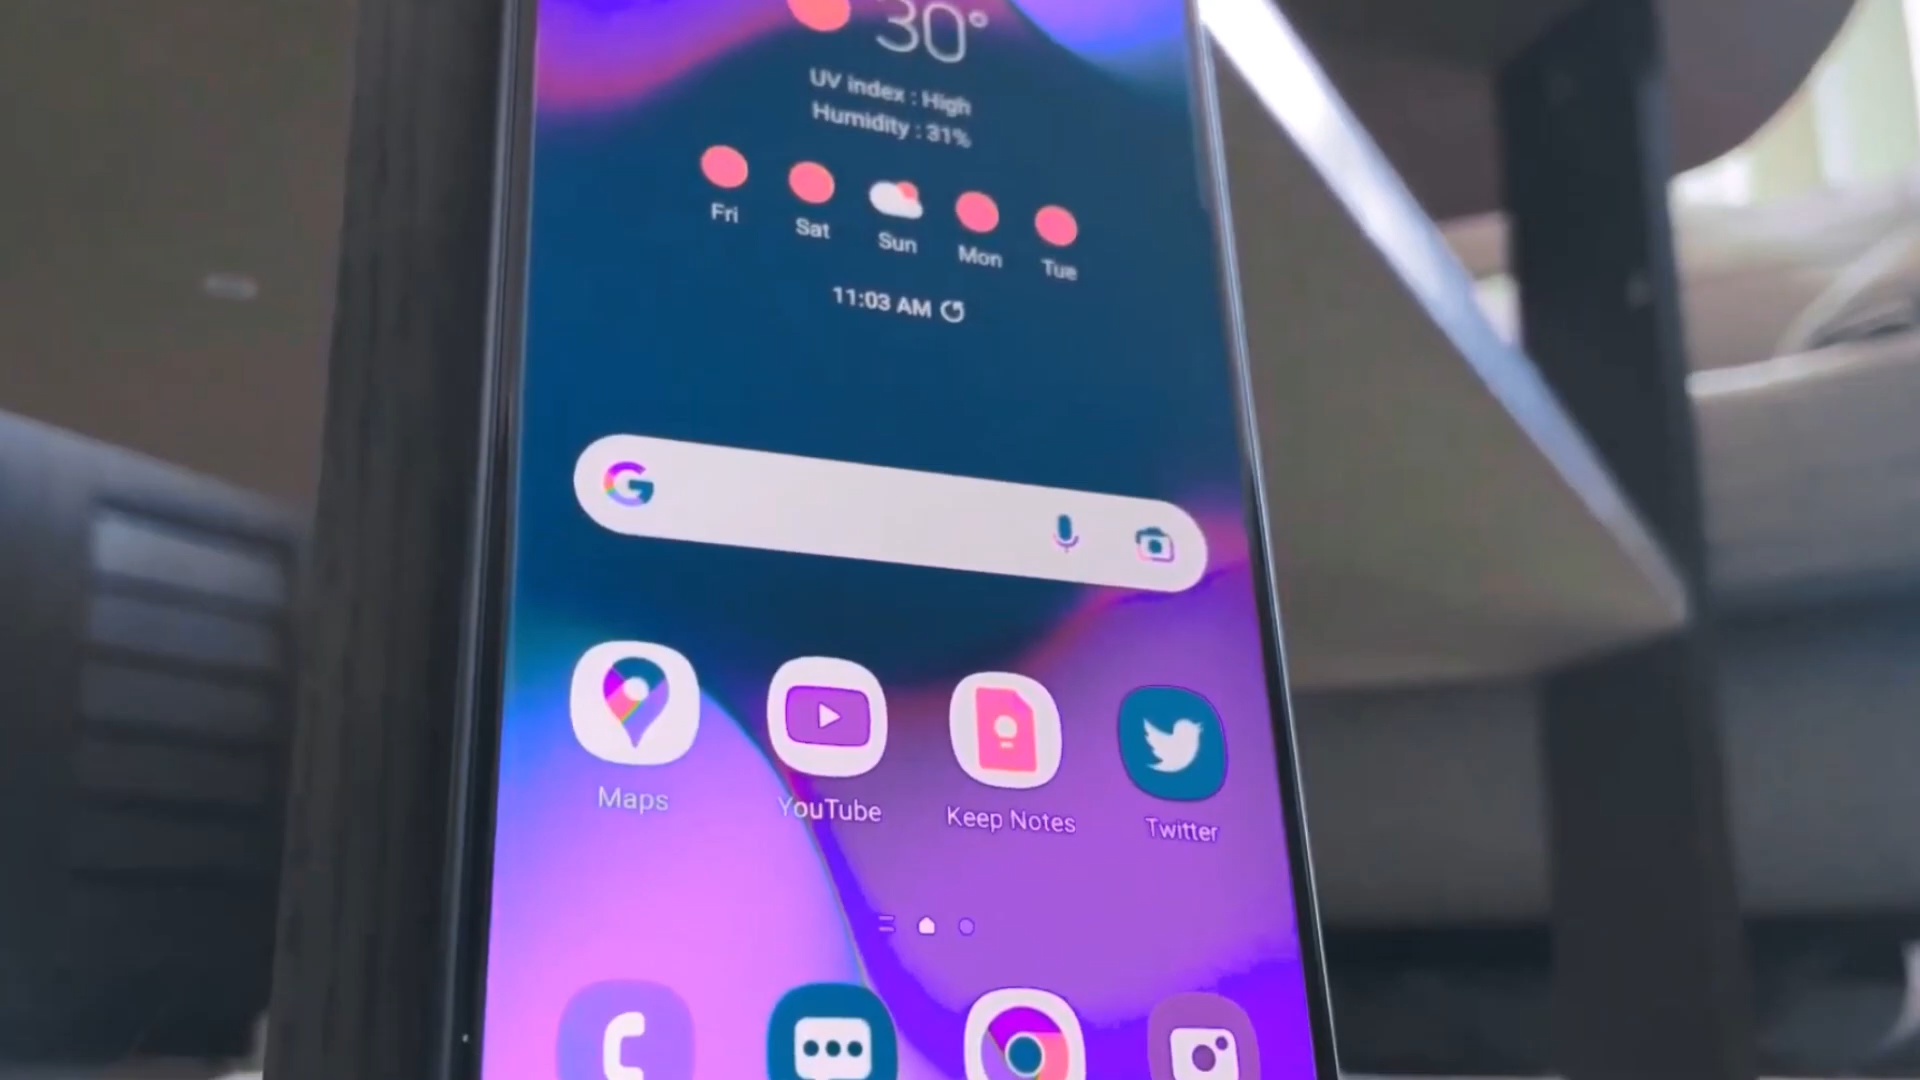 30°
UV index : High
Humidity : 31%
Fri Sat Sun Mon Tue
11:03 AM
G
Maps YouTube Keep Notes Twitter